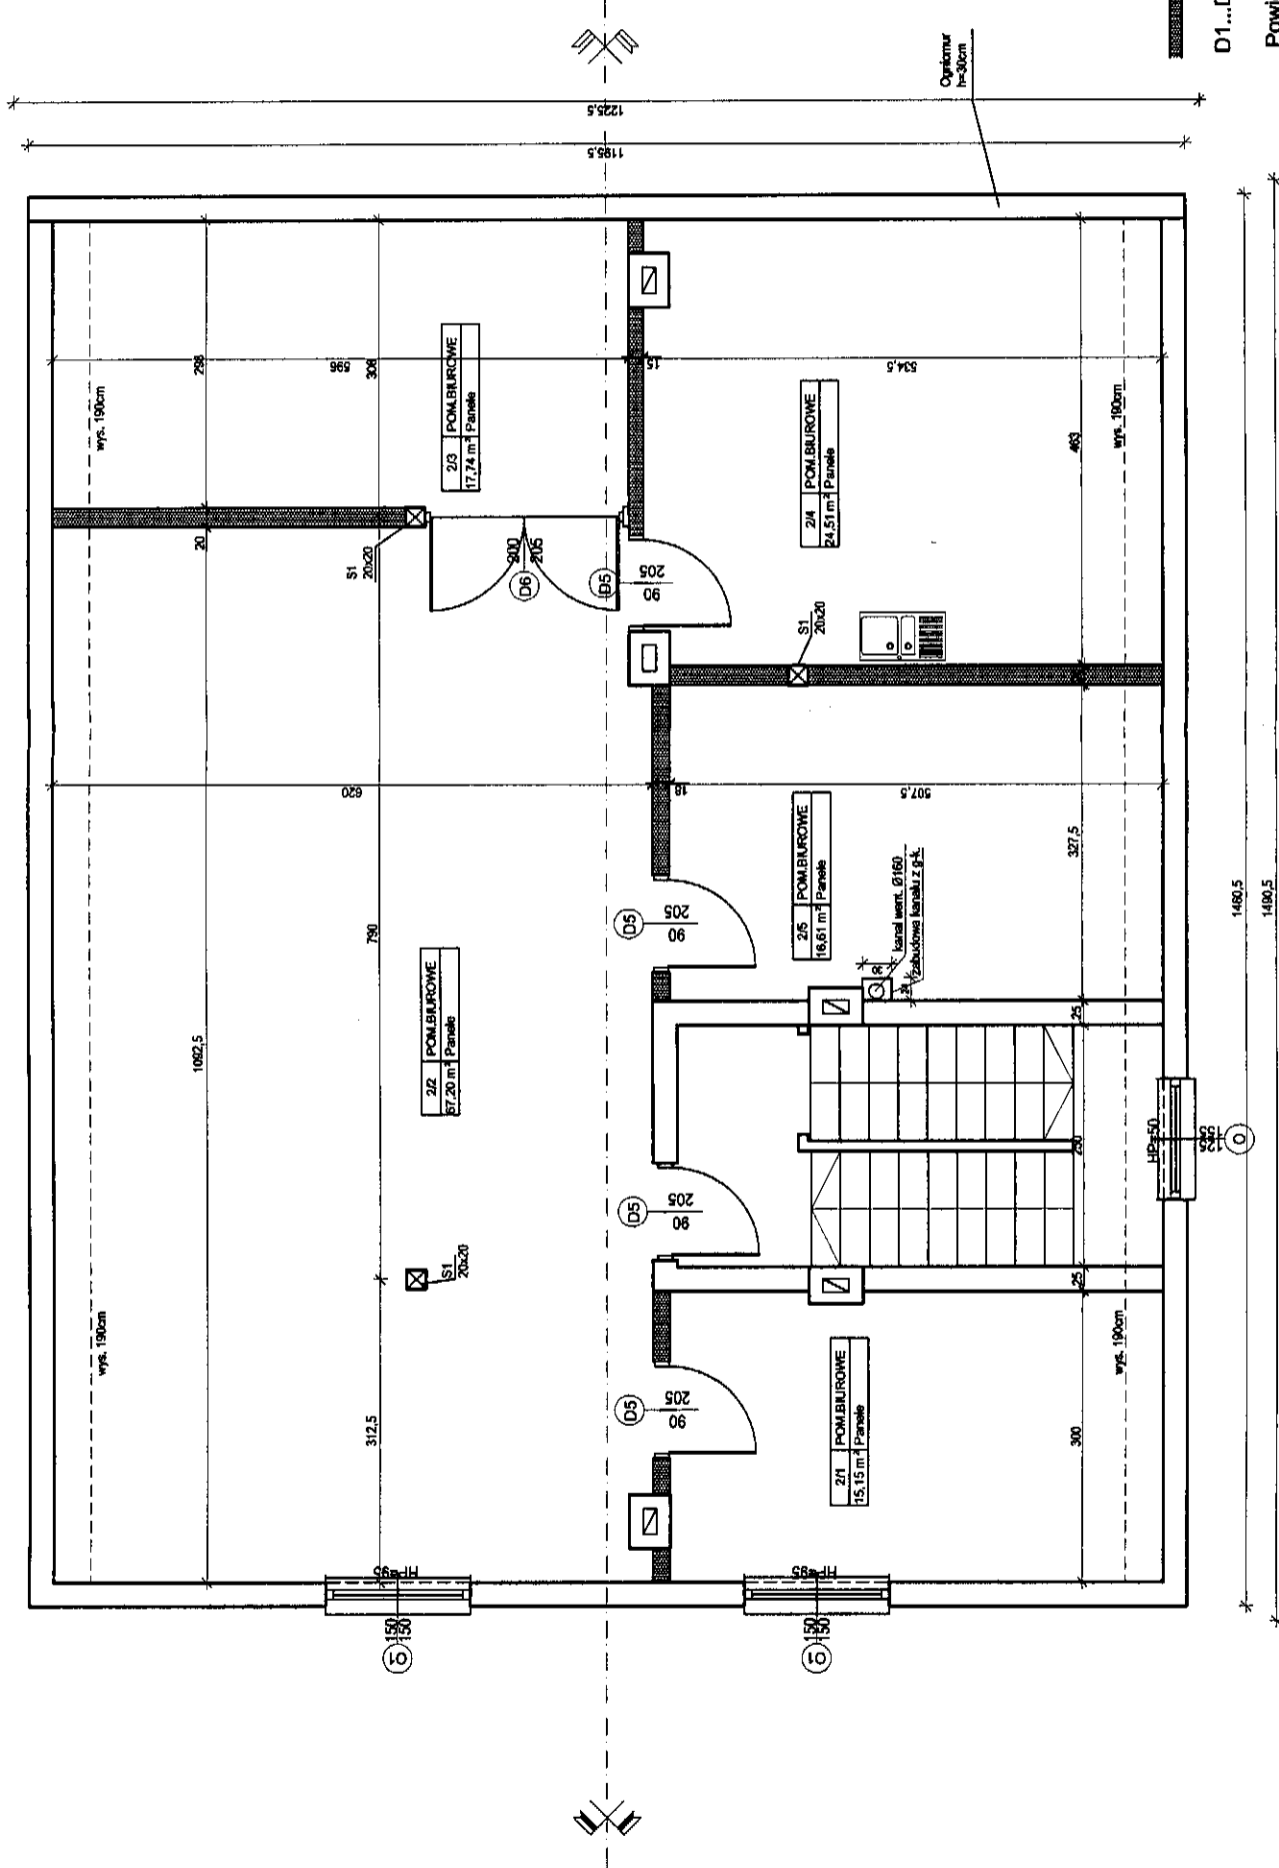 1225,5
1195,5
Ogniomur
h=30cm
D1...D
Powi
wys. 190cm
298
596
306
2/3 POM.BIUROWE
17,74 m² Panele
15
534,5
2/4 POM.BIUROWE
24,51 m² Panele
463
wys. 190cm
20
S1
20x20
D6
200
205
D5
90
205
S1
20x20
620
18
507,5
790
1092,5
2/2 POM.BIUROWE
67,20 m² Panele
D5
90
205
2/5 POM.BIUROWE
16,61 m² Panele
327,5
kanał went. Ø160
zabudowa kanału z g-k.
24
25
1460,5
1490,5
D5
90
205
250
HP=50
O
25
S1
20x20
wys. 190cm
312,5
D5
90
205
2/1 POM.BIUROWE
15,15 m² Panele
300
wys. 190cm
HP=95
150
150
O1
HP=95
150
150
O1